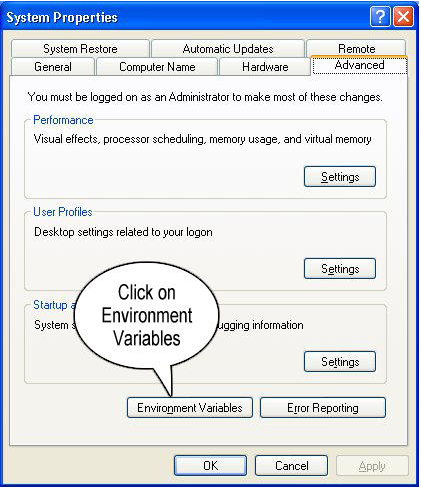 System Properties
System Restore
Automatic Updates
Remote
General
Computer Name
Hardware
Advanced
You must be logged on as an Administrator to make most of these changes.
Performance
Visual effects, processor scheduling, memory usage, and virtual memory
Settings
User Profiles
Desktop settings related to your logon
Settings
Startup
System
Click on
Environment
Variables
information
Settings
Environment Variables
Error Reporting
OK
Cancel
Apply